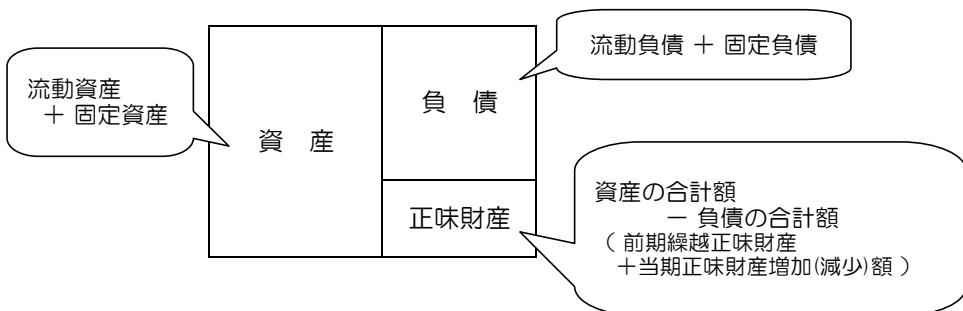 流動資産
＋ 固定資産
資 産
負 債
流動負債 ＋ 固定負債
正味財産
資産の合計額
－ 負債の合計額
（ 前期繰越正味財産
＋当期正味財産増加(減少)額 ）